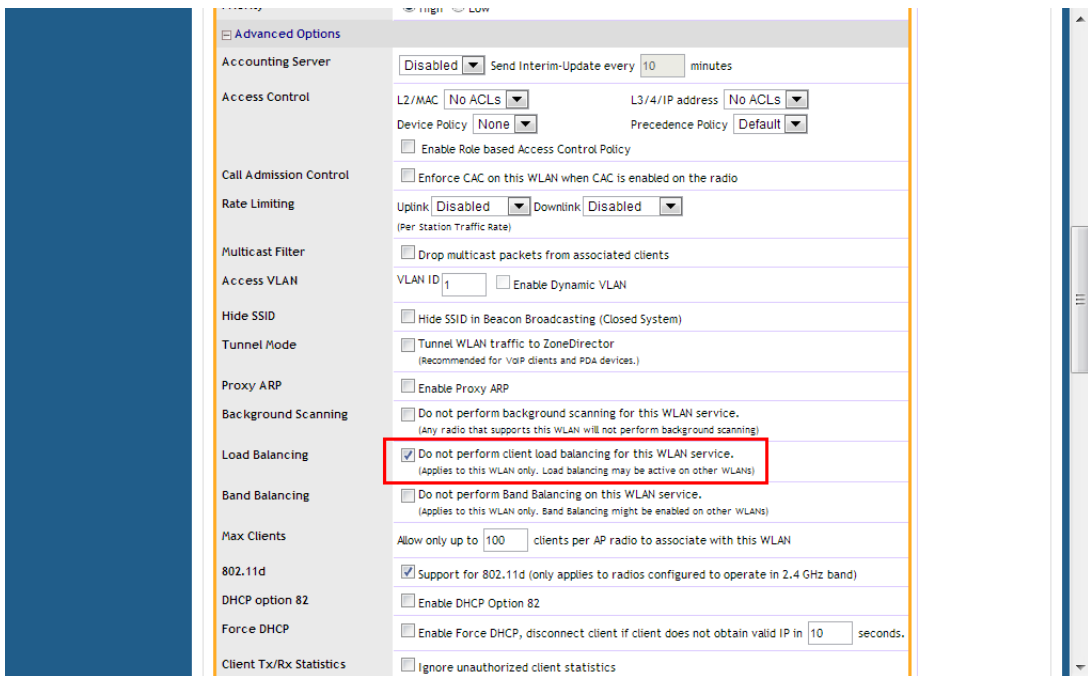 Priority High Low
Advanced Options
Accounting Server Disabled Send Interim-Update every 10 minutes
Access Control L2/MAC No ACLs L3/4/IP address No ACLs
Device Policy None Precedence Policy Default
Enable Role based Access Control Policy
Call Admission Control Enforce CAC on this WLAN when CAC is enabled on the radio
Rate Limiting Uplink Disabled Downlink Disabled
(Per Station Traffic Rate)
Multicast Filter Drop multicast packets from associated clients
Access VLAN VLAN ID 1 Enable Dynamic VLAN
Hide SSID Hide SSID in Beacon Broadcasting (Closed System)
Tunnel Mode Tunnel WLAN traffic to ZoneDirector
(Recommended for VoIP clients and PDA devices.)
Proxy ARP Enable Proxy ARP
Background Scanning Do not perform background scanning for this WLAN service.
(Any radio that supports this WLAN will not perform background scanning)
Load Balancing Do not perform client load balancing for this WLAN service.
(Applies to this WLAN only. Load balancing may be active on other WLANs)
Band Balancing Do not perform Band Balancing on this WLAN service.
(Applies to this WLAN only. Band Balancing might be enabled on other WLANs)
Max Clients Allow only up to 100 clients per AP radio to associate with this WLAN
802.11d Support for 802.11d (only applies to radios configured to operate in 2.4 GHz band)
DHCP option 82 Enable DHCP Option 82
Force DHCP Enable Force DHCP, disconnect client if client does not obtain valid IP in 10 seconds.
Client Tx/Rx Statistics Ignore unauthorized client statistics